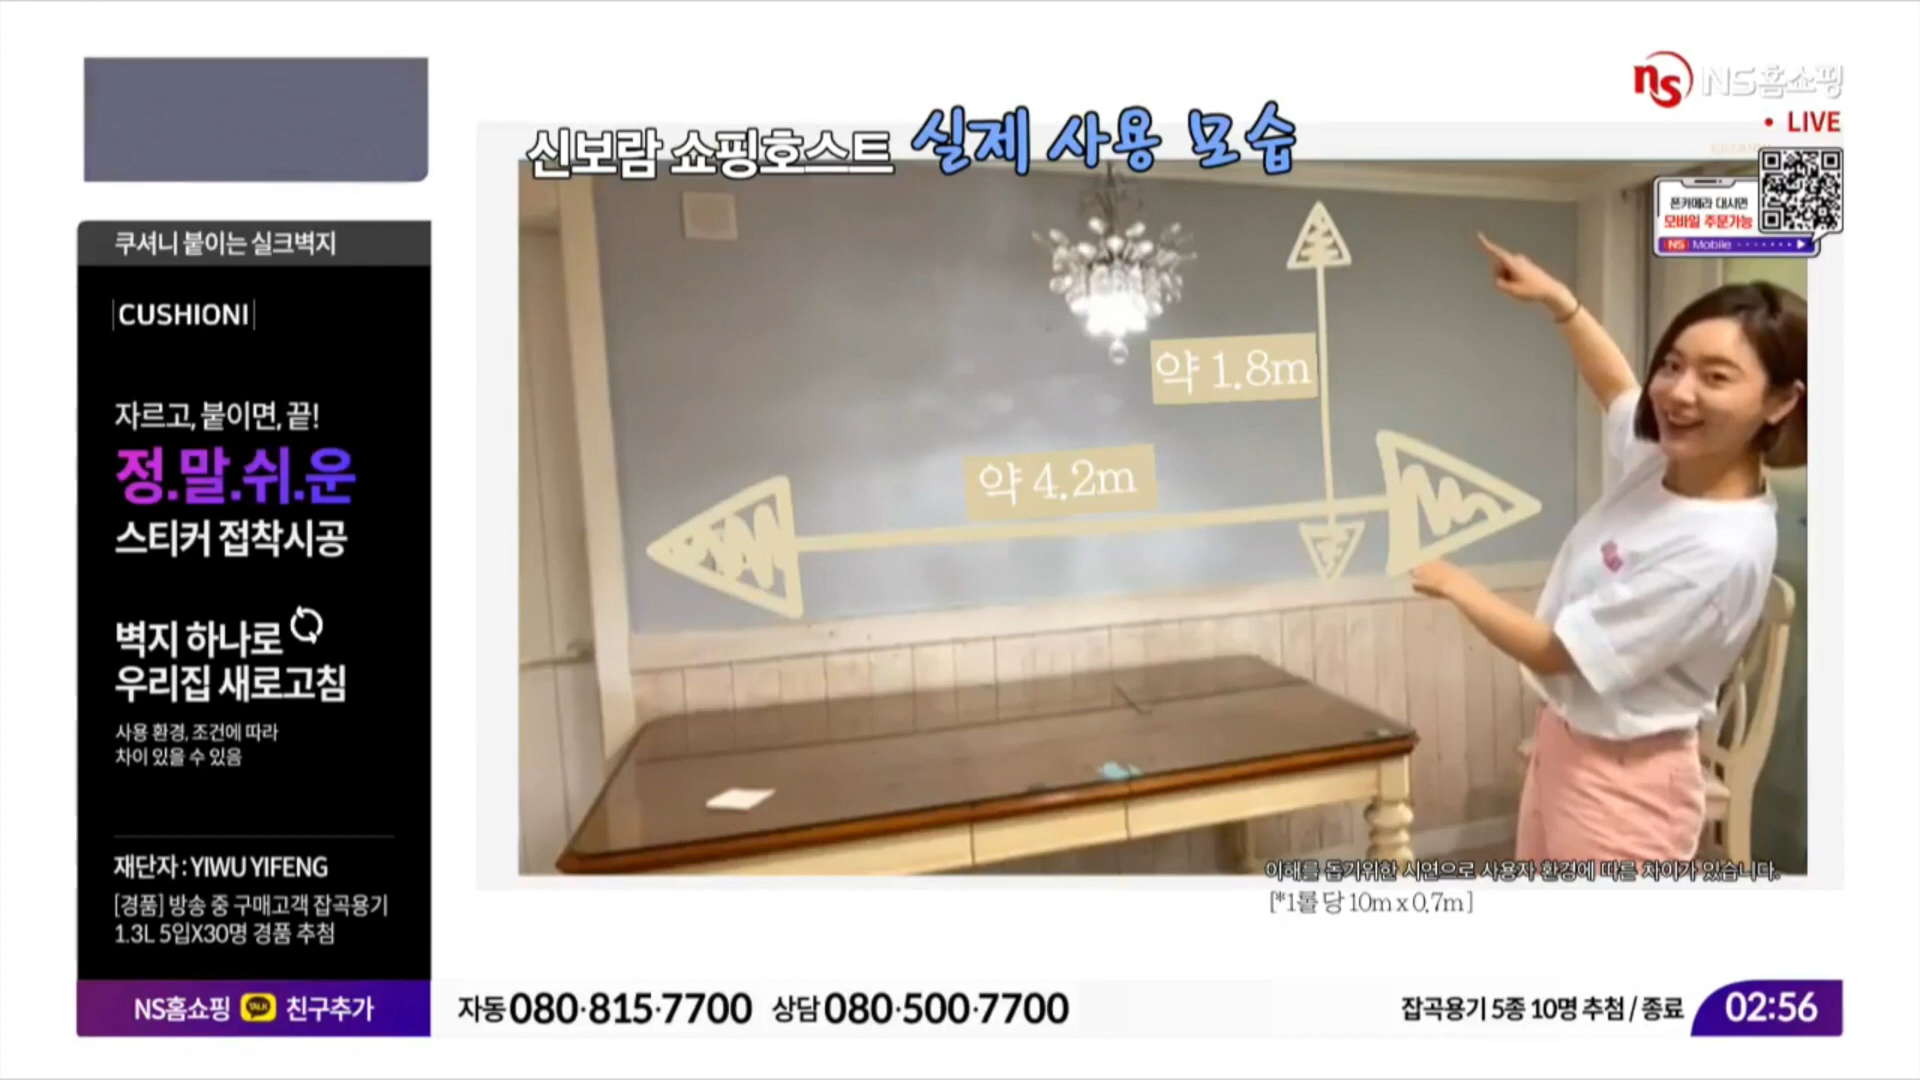 쿠셔니 붙이는 실크벽지
CUSHIONI
자르고, 붙이면, 끝!
정.말.쉬.운
스티커 접착시공
벽지 하나로
우리집 새로고침
사용 환경, 조건에 따라
차이 있을 수 있음
재단자 : YIWU YIFENG
[경품] 방송 중 구매고객 잡곡용기
1.3L 5입X30명 경품 추첨
NS홈쇼핑 TALK 친구추가
신보람 쇼핑호스트 실제 사용 모습
약 1.8m
약 4.2m
ns NS홈쇼핑
• LIVE
폰카메라 대시면
모바일 주문가능
NS Mobile
이해를 돕기위한 시연으로 사용자 환경에 따른 차이가 있습니다.
[*1롤 당 10m x 0.7m]
자동 080·815·7700 상담 080·500·7700
잡곡용기 5종 10명 추첨 / 종료 02:56